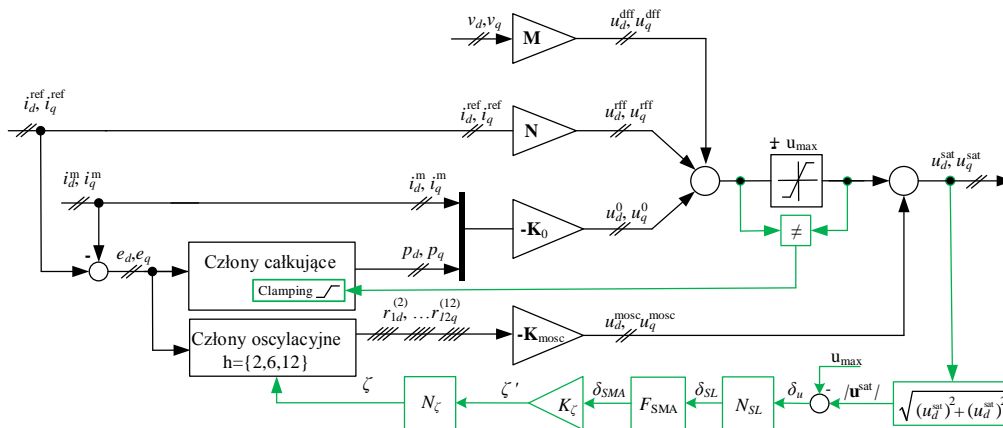 v_d,v_q
M
u_d^dff, u_q^dff
i_d^ref, i_q^ref
i_d^ref, i_q^ref
N
u_d^rff, u_q^rff
± u_max
u_d^sat, u_q^sat
i_d^m, i_q^m
i_d^m, i_q^m
-K_0
u_d^0, u_q^0
≠
-
e_d,e_q
Człony całkujące
Clamping
p_d, p_q
Człony oscylacyjne
h={2,6,12}
r_1d^(2), …r_12q^(12)
-K_mosc
u_d^mosc, u_q^mosc
ζ
N_ζ
ζ'
K_ζ
δ_SMA
F_SMA
δ_SL
N_SL
δ_u
u_max
-
/u^sat/
√(u_d^sat)^2+(u_d^sat)^2